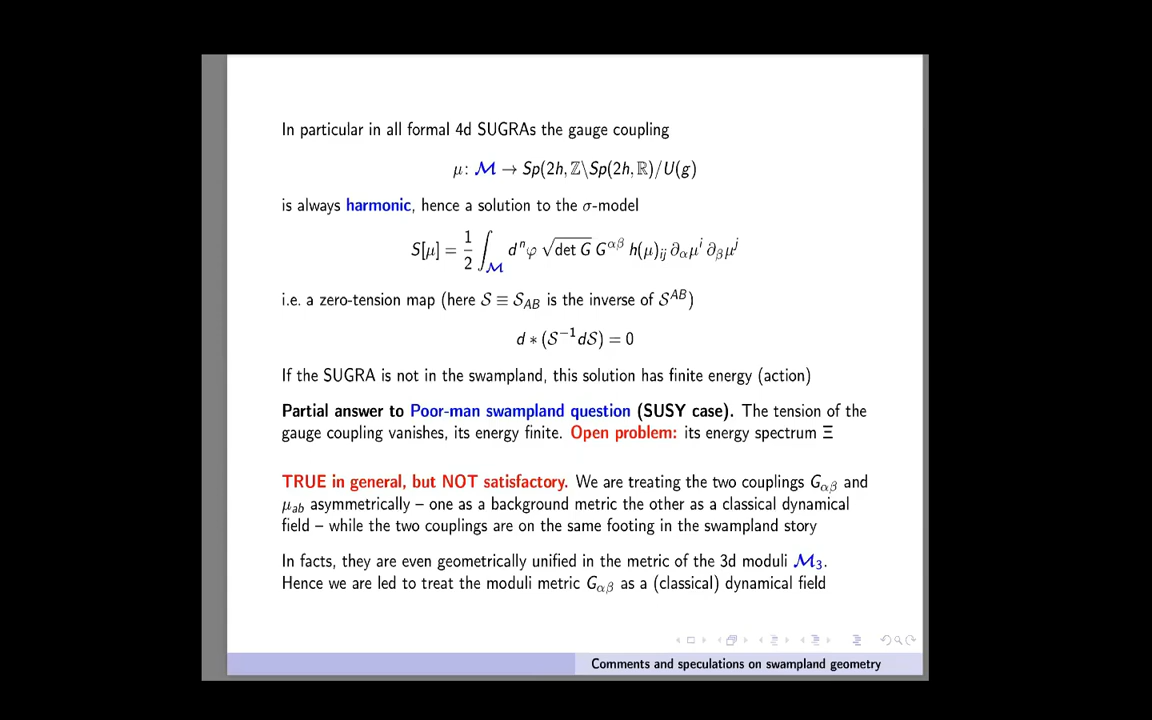 In particular in all formal 4d SUGRAs the gauge coupling
μ: ℳ → Sp(2h, ℤ\Sp(2h, ℝ)/U(g)
is always harmonic, hence a solution to the σ-model
S[μ] = 1/2 ∫_ℳ dⁿφ √det G G^{αβ} h(μ)_{ij} ∂_α μ^i ∂_β μ^j
i.e. a zero-tension map (here 𝒮 ≡ 𝒮_{AB} is the inverse of 𝒮^{AB})
d ∗ (𝒮⁻¹d𝒮) = 0
If the SUGRA is not in the swampland, this solution has finite energy (action)
Partial answer to Poor-man swampland question (SUSY case). The tension of the
gauge coupling vanishes, its energy finite. Open problem: its energy spectrum Ξ
TRUE in general, but NOT satisfactory. We are treating the two couplings G_{αβ} and
μ_{ab} asymmetrically – one as a background metric the other as a classical dynamical
field – while the two couplings are on the same footing in the swampland story
In facts, they are even geometrically unified in the metric of the 3d moduli ℳ₃.
Hence we are led to treat the moduli metric G_{αβ} as a (classical) dynamical field
Comments and speculations on swampland geometry